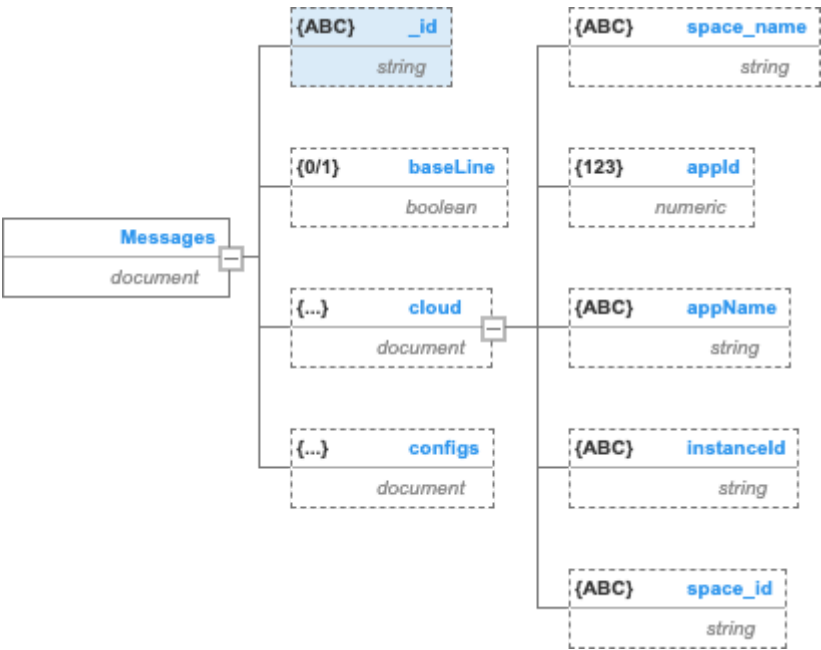 Messages
document
{ABC} _id
string
{0/1} baseLine
boolean
{...} cloud
document
{...} configs
document
{ABC} space_name
string
{123} appId
numeric
{ABC} appName
string
{ABC} instanceId
string
{ABC} space_id
string